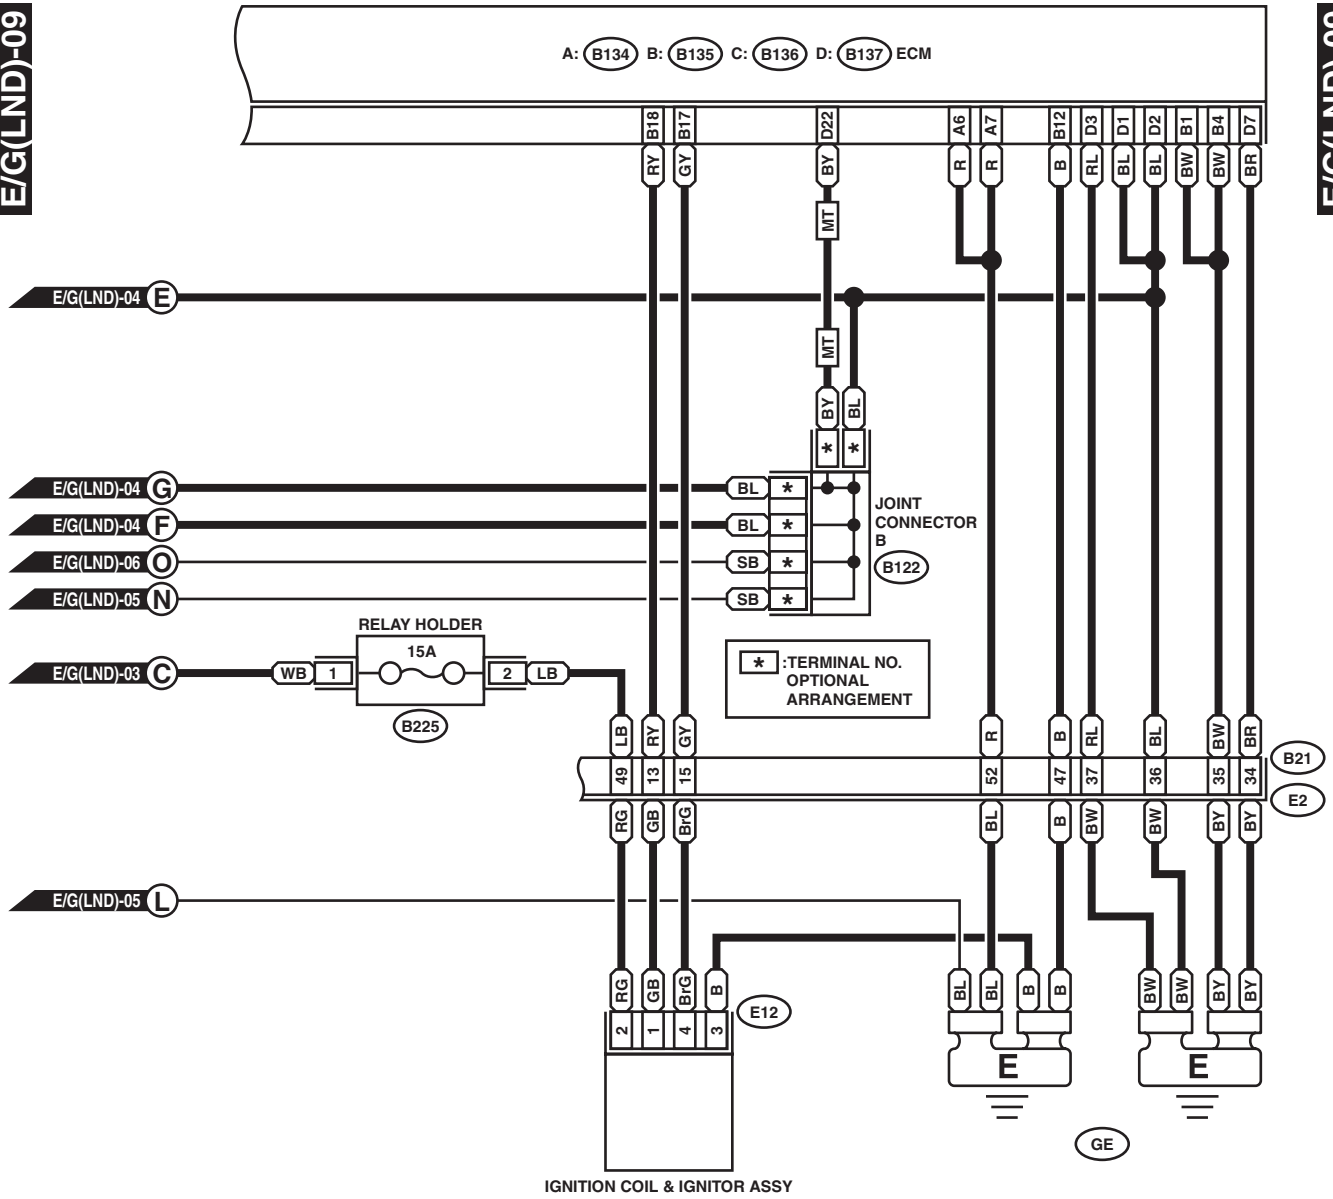 E/G(LND)-09
E/G(LND)-09
A: B134 B: B135 C: B136 D: B137 ECM
B18 B17 D22 A6 A7 B12 D3 D1 D2 B1 B4 D7
RY GY BY R R B RL BL BL BW BW BR
MT
E/G(LND)-04 E
MT
BY BL
* *
E/G(LND)-04 G BL *
JOINT
CONNECTOR
B
E/G(LND)-04 F BL *
E/G(LND)-06 O SB *
B122
E/G(LND)-05 N SB *
RELAY HOLDER
15A
E/G(LND)-03 C WB 1 2 LB
B225
* :TERMINAL NO.
OPTIONAL
ARRANGEMENT
LB RY GY R B RL BL BW BR
B21
49 13 15 52 47 37 36 35 34
E2
RG GB BrG BL B BW BW BY BY
E/G(LND)-05 L
RG GB BrG B BL BL B B BW BW BY BY
E12
2 1 4 3
E E
GE
IGNITION COIL & IGNITOR ASSY